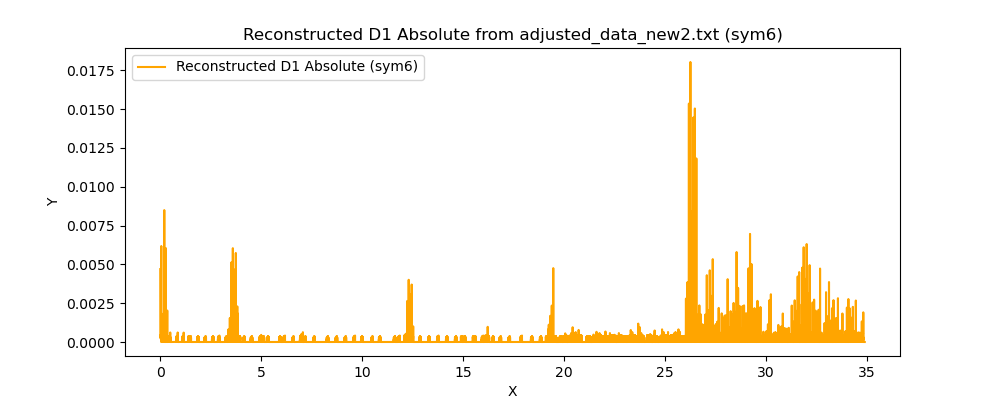 Reconstructed D1 Absolute from adjusted_data_new2.txt (sym6)
Reconstructed D1 Absolute (sym6)
0.0175
0.0150
0.0125
0.0100
0.0075
0.0050
0.0025
0.0000
Y
0 5 10 15 20 25 30 35
X